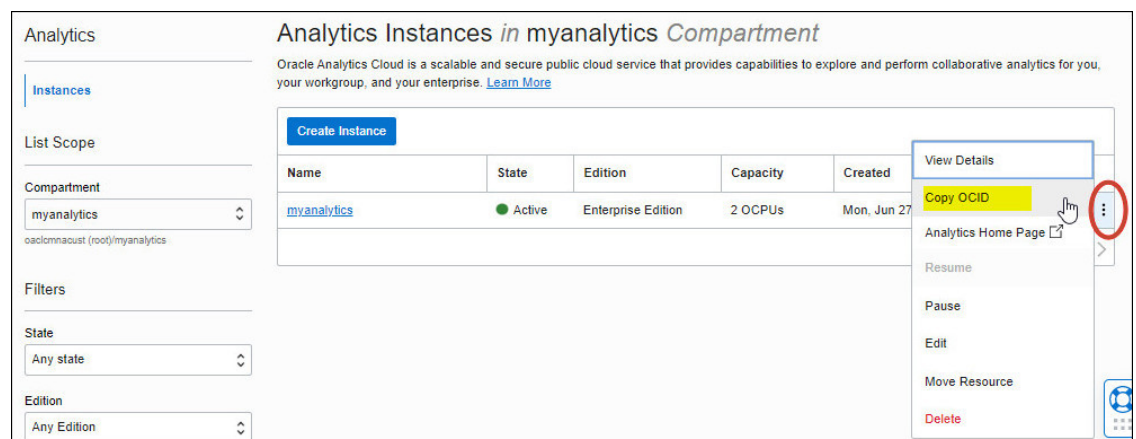 Analytics
Instances
List Scope
Compartment
myanalytics
oaclcmnacust (root)/myanalytics
Filters
State
Any state
Edition
Any Edition
Analytics Instances in myanalytics Compartment
Oracle Analytics Cloud is a scalable and secure public cloud service that provides capabilities to explore and perform collaborative analytics for you,
your workgroup, and your enterprise. Learn More
Create Instance
Name State Edition Capacity Created
myanalytics Active Enterprise Edition 2 OCPUs Mon, Jun 27
View Details
Copy OCID
Analytics Home Page
Resume
Pause
Edit
Move Resource
Delete